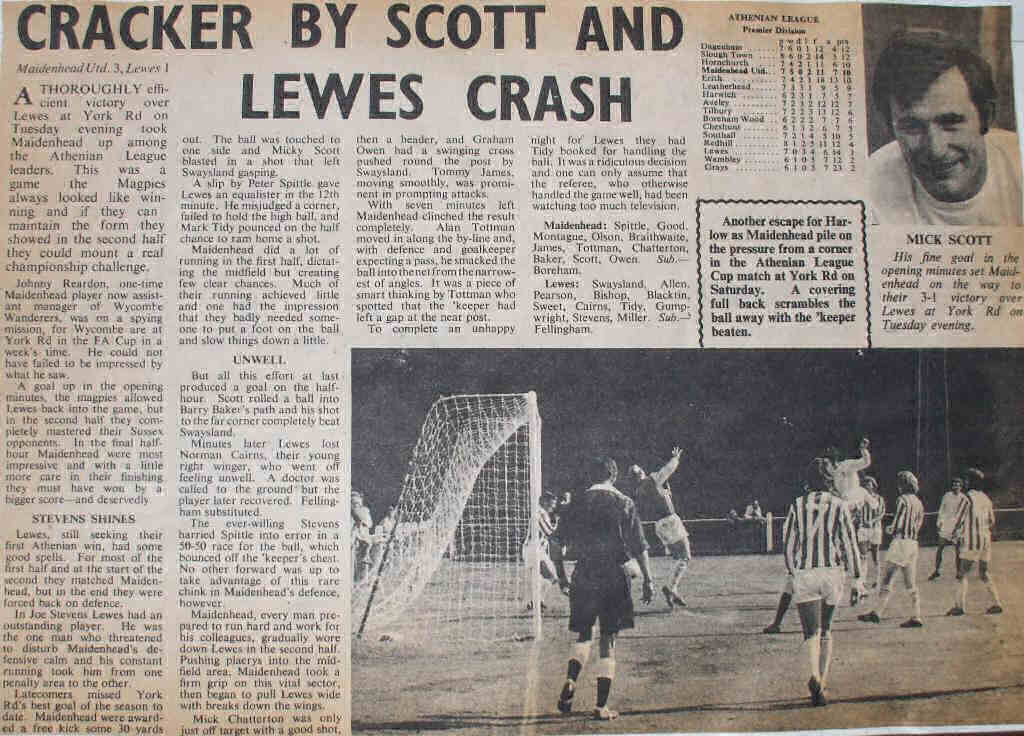 CRACKER BY SCOTT AND
LEWES CRASH
Maidenhead Utd. 3, Lewes 1
A THOROUGHLY effi-
cient victory over
Lewes at York Rd on
Tuesday evening took
Maidenhead up among
the Athenian League
leaders. This was a
game the Magpies
always looked like win-
ning and if they can
maintain the form they
showed in the second half
they could mount a real
championship challenge.
Johnny Reardon, one-time
Maidenhead player now assist-
ant manager of Wycombe
Wanderers, was on a spying
mission, for Wycombe are at
York Rd in the FA Cup in a
week's time. He could not
have failed to be impressed by
what he saw.
A goal up in the opening
minutes, the magpies allowed
Lewes back into the game, but
in the second half they com-
pletely mastered their Sussex
opponents. In the final half-
hour Maidenhead were most
impressive and with a little
more care in their finishing
they must have won by a
bigger score—and deservedly
STEVENS SHINES
Lewes, still seeking their
first Athenian win, had some
good spells. For most of the
first half and at the start of the
second they matched Maiden-
head, but in the end they were
forced back on defence.
In Joe Stevens Lewes had an
outstanding player. He was
the one man who threatened
to disturb Maidenhead's de-
fensive calm and his constant
running took him from one
penalty area to the other.
Latecomers missed York
Rd's best goal of the season to
date. Maidenhead were award-
ed a free kick some 30 yards
out. The ball was touched to
one side and Micky Scott
blasted in a shot that left
Swaysland gasping.
A slip by Peter Spittle gave
Lewes an equalister in the 12th
minute. He misjudged a corner,
failed to hold the high ball, and
Mark Tidy pounced on the half
chance to ram home a shot.
Maidenhead did a lot of
running in the first half, dictat-
ing the midfield but creating
few clear chances. Much of
their running achieved little
and one had the impression
that they badly needed some-
one to put a foot on the ball
and slow things down a little.
UNWELL
But all this effort at last
produced a goal on the half-
hour. Scott rolled a ball into
Barry Baker's path and his shot
to the far corner completely beat
Swaysland.
Minutes later Lewes lost
Norman Cairns, their young
right winger, who went off
feeling unwell. A doctor was
called to the ground but the
player later recovered. Felling-
ham substituted.
The ever-willing Stevens
harried Spittle into error in a
50-50 race for the ball, which
bounced off the 'keeper's chest.
No other forward was up to
take advantage of this rare
chink in Maidenhead's defence,
however.
Maidenhead, every man pre-
pared to run hard and work for
his colleagues, gradually wore
down Lewes in the second half.
Pushing plaerys into the mid-
field area, Maidenhead took a
firm grip on this vital sector,
then began to pull Lewes wide
with breaks down the wings.
Mick Chatterton was only
just off target with a good shot,
then a header, and Graham
Owen had a swinging cross
pushed round the post by
Swaysland. Tommy James,
moving smoothly, was promi-
nent in prompting attacks.
With seven minutes left
Maidenhead clinched the result
completely. Alan Tottman
moved in along the by-line and,
with defence and goalkeeper
expecting a pass, he smacked the
ball into the net from the narrow-
est of angles. It was a piece of
smart thinking by Tottman who
spotted that the 'keeper had
left a gap at the near post.
To complete an unhappy
night for Lewes they had
Tidy booked for handling the
ball. It was a ridiculous decision
and one can only assume that
the referee, who otherwise
handled the game well, had been
watching too much television.
Maidenhead: Spittle, Good,
Montague, Olson, Braithwaite,
James, Tottman, Chatterton,
Baker, Scott, Owen. Sub.—
Boreham.
Lewes: Swaysland, Allen,
Pearson, Bishop, Blacktin,
Sweet, Cairns, Tidy, Crump-
wright, Stevens, Miller. Sub.—
Fellingham.
ATHENIAN LEAGUE
Premier Division
p w d l f a pts
Dagenham
Slough Town
Hornchurch
Maidenhead Utd.
Erith
Leatherhead
Harwich
Aveley
Tilbury
Boreham Wood
Cheshunt
Southall
Redhill
Lewes
Wembley
Grays
Another escape for Har-
low as Maidenhead pile on
the pressure from a corner
in the Athenian League
Cup match at York Rd on
Saturday. A covering
full back scrambles the
ball away with the 'keeper
beaten.
MICK SCOTT
His fine goal in the
opening minutes set Maid-
enhead on the way to
their 3-1 victory over
Lewes at York Rd on
Tuesday evening.